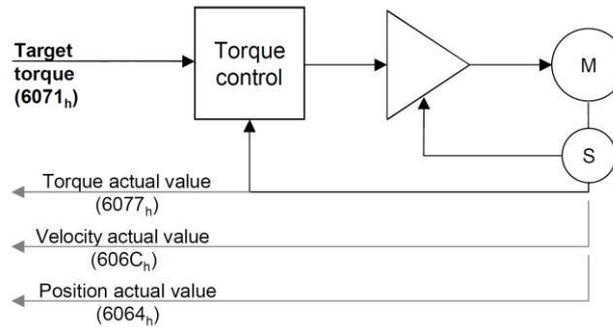 Target
torque
(6071h)
Torque
control
M
S
Torque actual value
(6077h)
Velocity actual value
(606Ch)
Position actual value
(6064h)